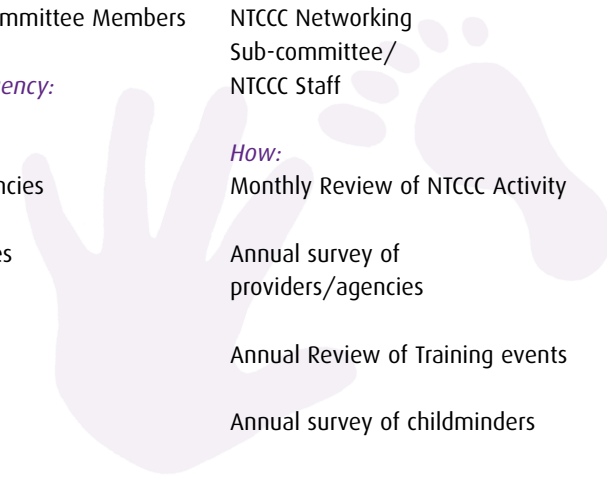 mmittee Members
ency:
ncies
es
NTCCC Networking
Sub-committee/
NTCCC Staff
How:
Monthly Review of NTCCC Activity
Annual survey of
providers/agencies
Annual Review of Training events
Annual survey of childminders